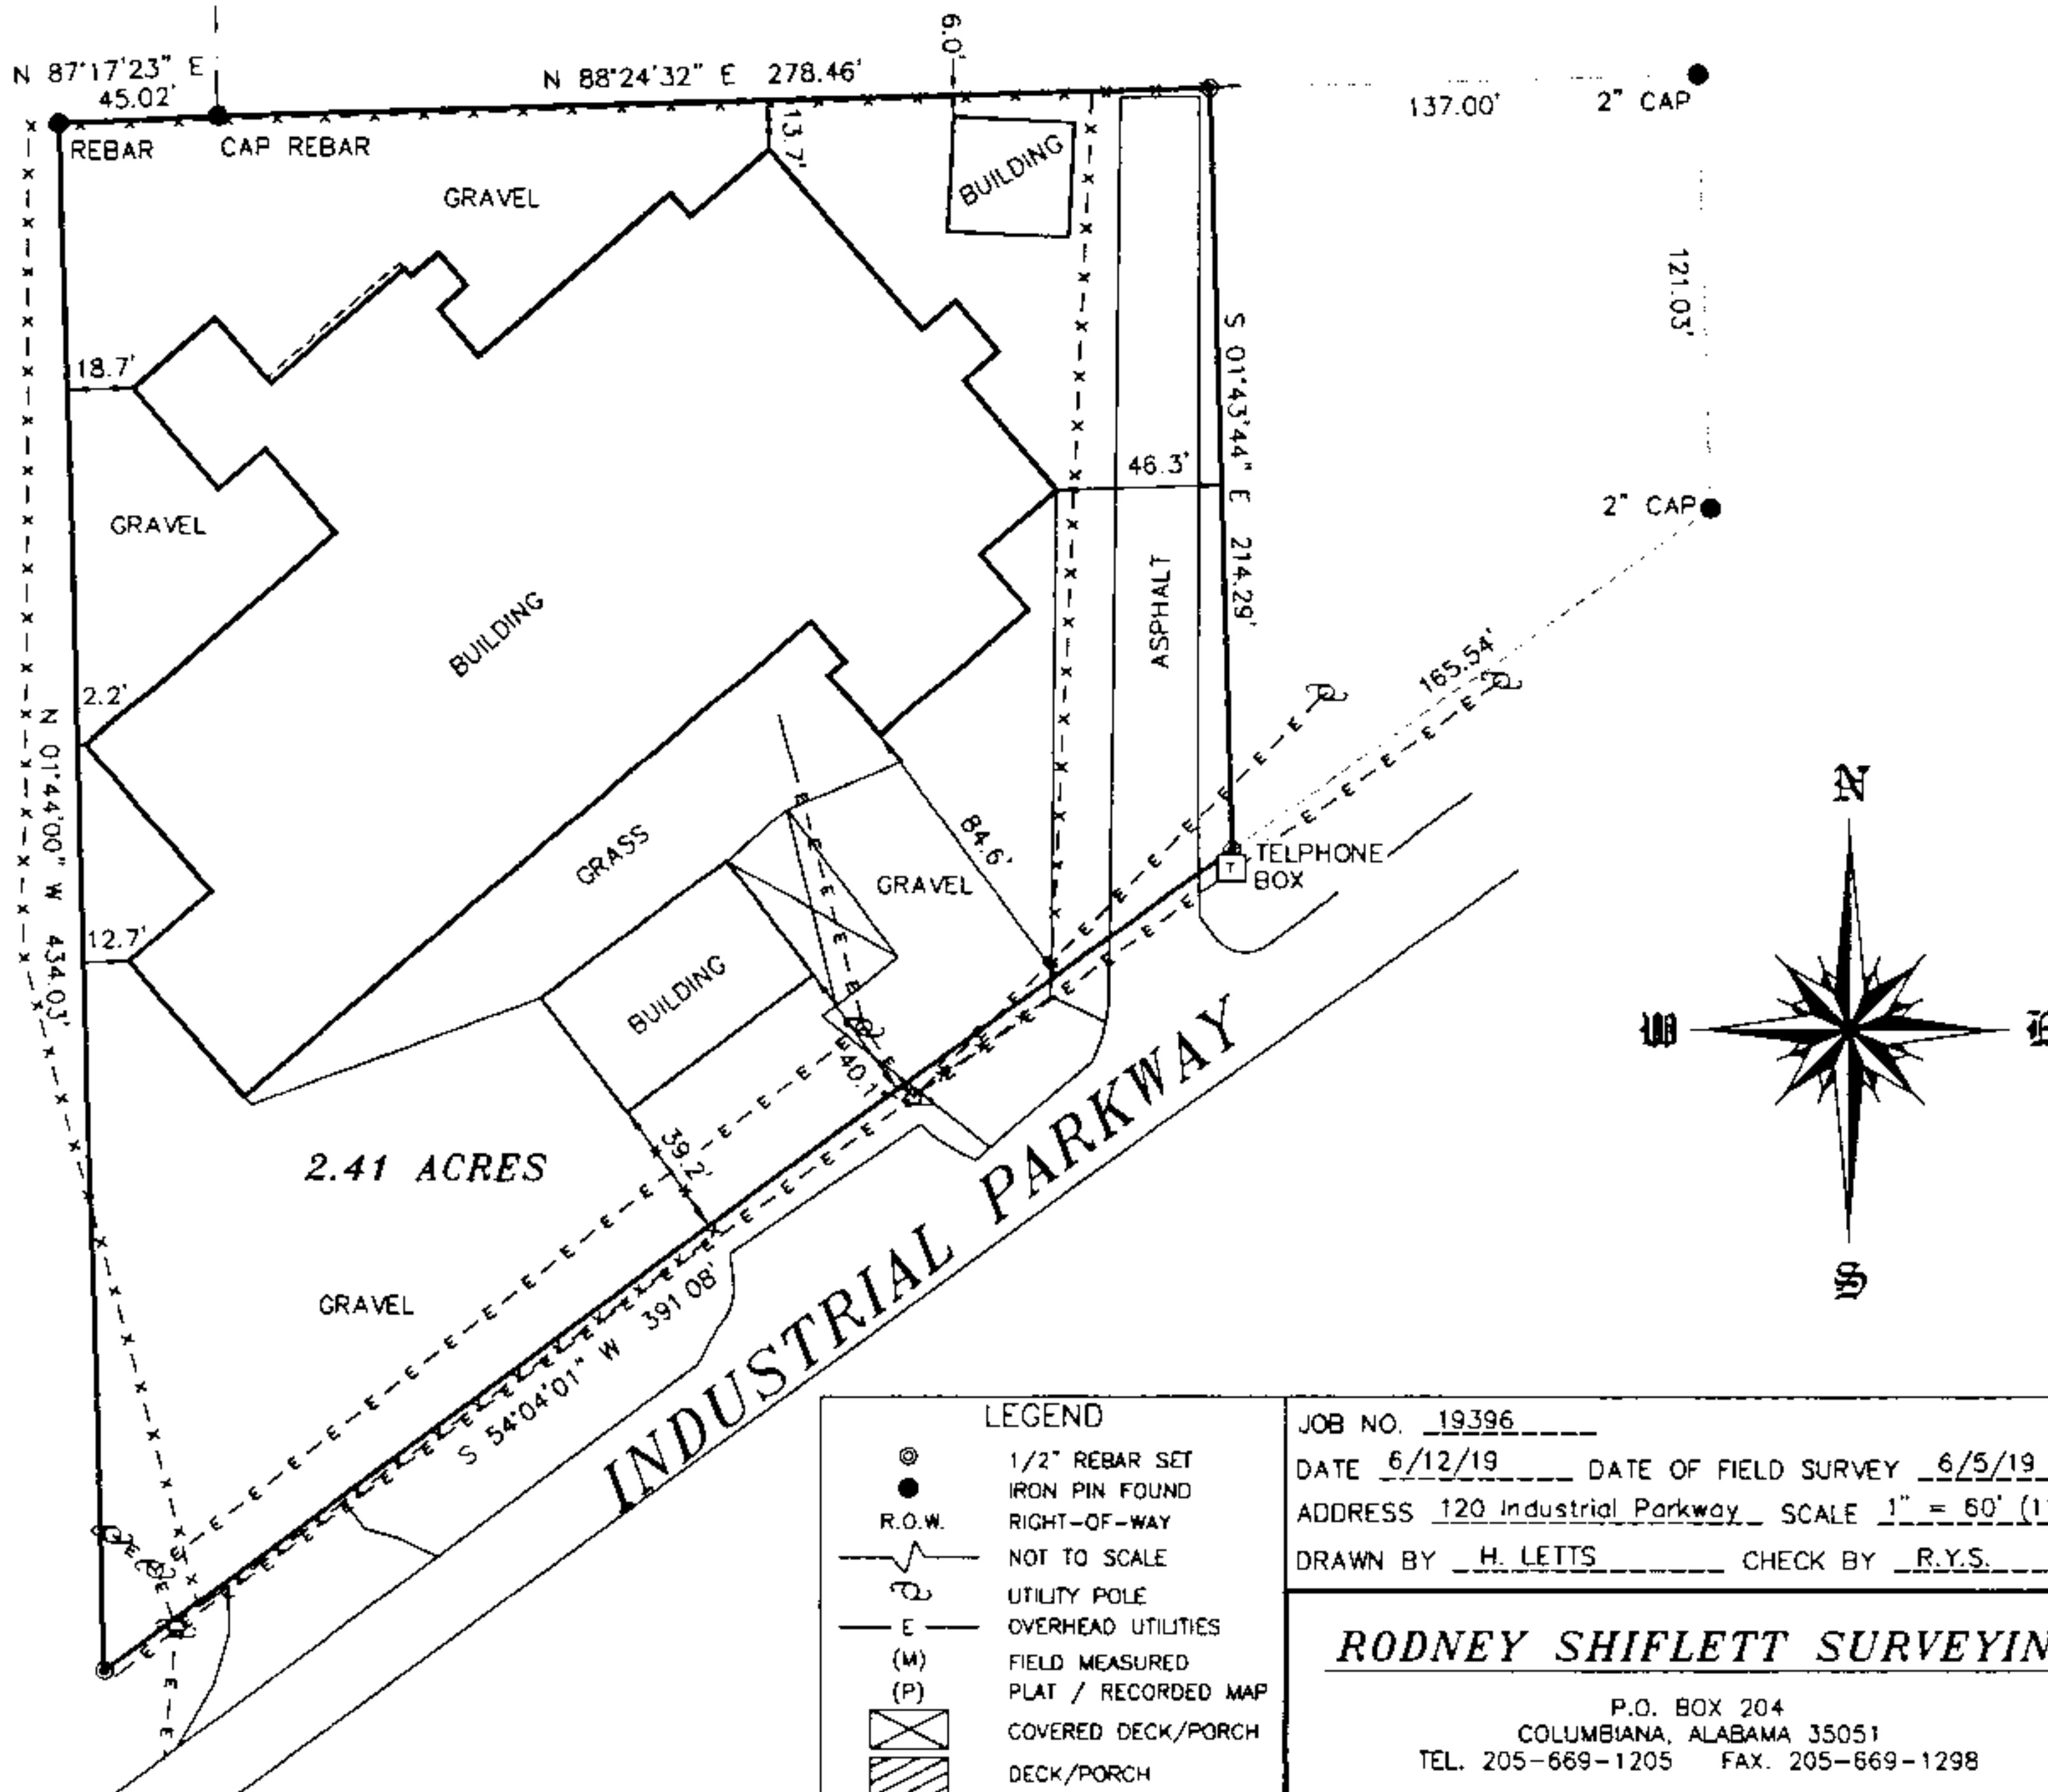 6.0'
N 87°17'23" E
45.02'
N 88°24'32" E 278.46'
137.00'
2" CAP
REBAR
CAP REBAR
13.7'
BUILDING
GRAVEL
121.03'
18.7'
S 01°43'44" E 214.29'
46.3'
2" CAP
GRAVEL
ASPHALT
BUILDING
165.54'
2.2'
N 01°44'00" W 434.03'
GRASS
84.6'
GRAVEL
T
TELPHONE
BOX
N
12.7'
BUILDING
W
E
40.1
39.2'
2.41 ACRES
S
GRAVEL
S 54°04'01" W 391.08'
INDUSTRIAL PARKWAY
LEGEND
1/2" REBAR SET
IRON PIN FOUND
R.O.W. RIGHT-OF-WAY
NOT TO SCALE
UTILITY POLE
E OVERHEAD UTILITIES
(M) FIELD MEASURED
(P) PLAT / RECORDED MAP
COVERED DECK/PORCH
DECK/PORCH
JOB NO. 19396
DATE 6/12/19 DATE OF FIELD SURVEY 6/5/19
ADDRESS 120 Industrial Parkway SCALE 1" = 60' (1
DRAWN BY H. LETTS CHECK BY R.Y.S.
RODNEY SHIFLETT SURVEYIN
P.O. BOX 204
COLUMBIANA, ALABAMA 35051
TEL. 205-669-1205 FAX. 205-669-1298